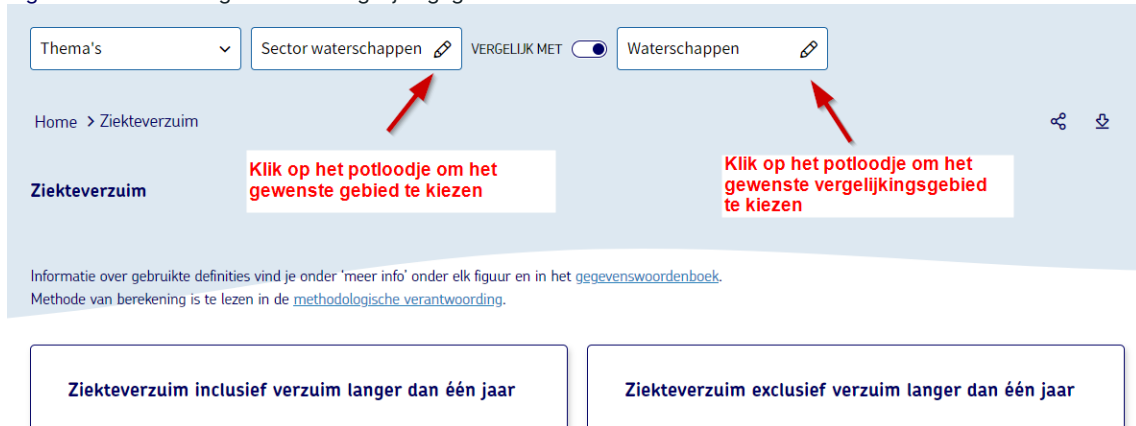 Thema's
Sector waterschappen
VERGELIJK MET
Waterschappen
Home > Ziekteverzuim
Klik op het potloodje om het
gewenste gebied te kiezen
Klik op het potloodje om het
gewenste vergelijkingsgebied
te kiezen
Ziekteverzuim
Informatie over gebruikte definities vind je onder 'meer info' onder elk figuur en in het gegevenswoordenboek.
Methode van berekening is te lezen in de methodologische verantwoording.
Ziekteverzuim inclusief verzuim langer dan één jaar
Ziekteverzuim exclusief verzuim langer dan één jaar